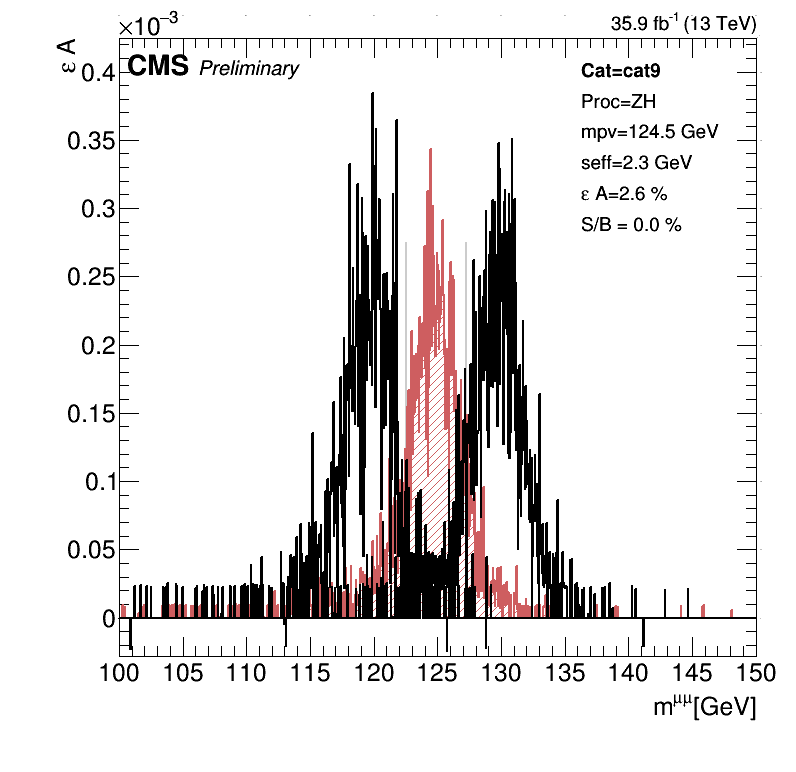 ×10⁻³
35.9 fb⁻¹ (13 TeV)
ε A
CMS Preliminary
Cat=cat9
Proc=ZH
mpv=124.5 GeV
seff=2.3 GeV
ε A=2.6 %
S/B = 0.0 %
0.4
0.35
0.3
0.25
0.2
0.15
0.1
0.05
0
100 105 110 115 120 125 130 135 140 145 150
m^μμ[GeV]